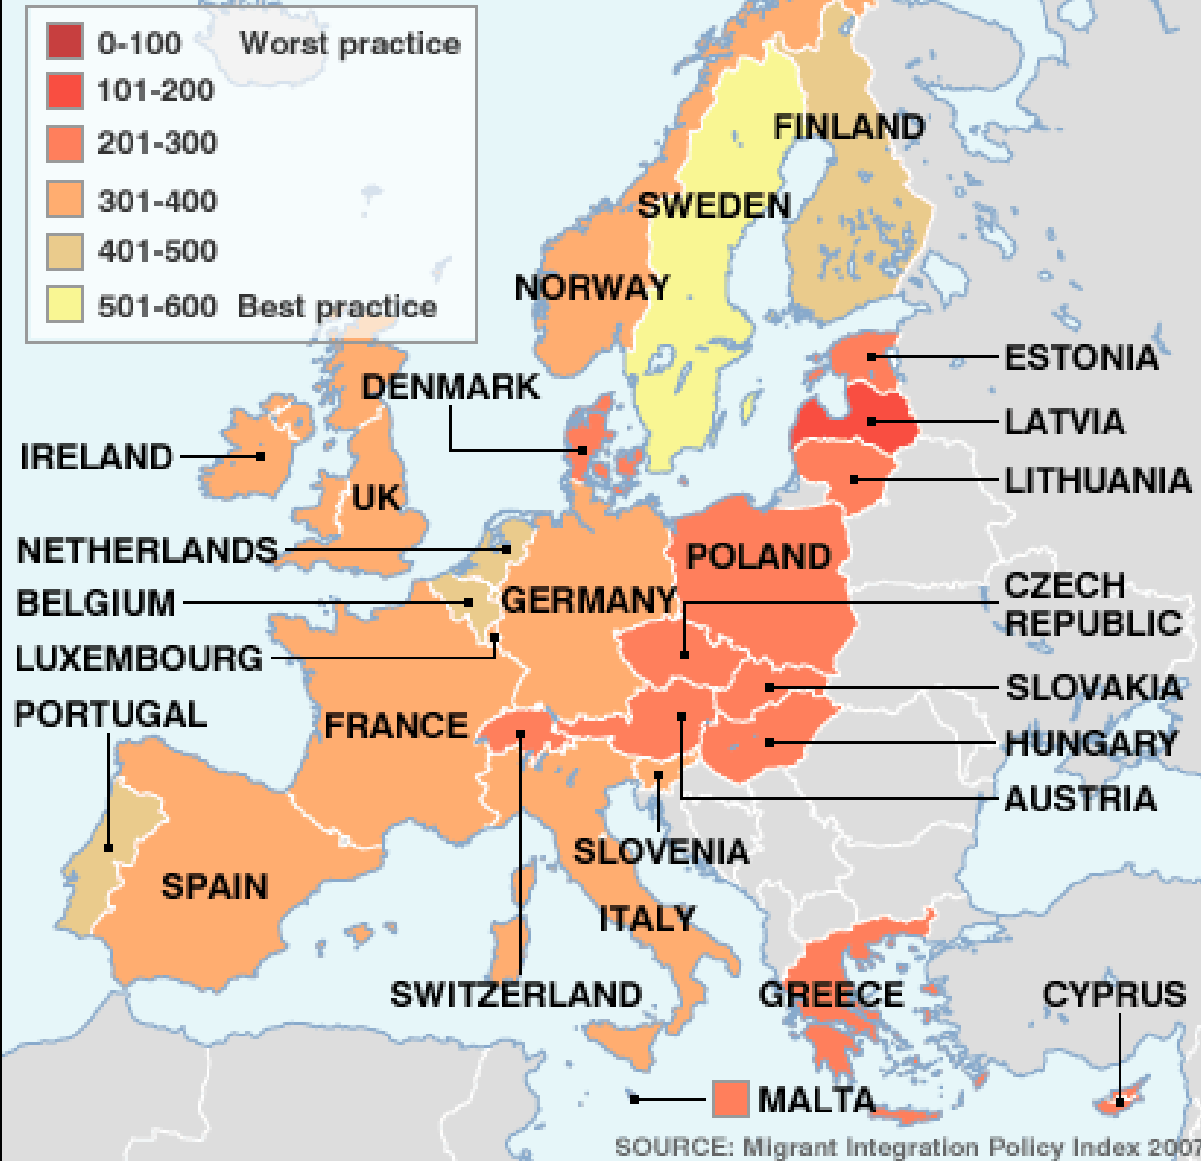 0-100 Worst practice
101-200
201-300
301-400
401-500
501-600 Best practice
FINLAND
SWEDEN
NORWAY
ESTONIA
DENMARK
LATVIA
IRELAND
LITHUANIA
UK
NETHERLANDS
POLAND
CZECH
REPUBLIC
BELGIUM
GERMANY
LUXEMBOURG
SLOVAKIA
PORTUGAL
FRANCE
HUNGARY
AUSTRIA
SLOVENIA
SPAIN
ITALY
SWITZERLAND
GREECE
CYPRUS
MALTA
SOURCE: Migrant Integration Policy Index 2007